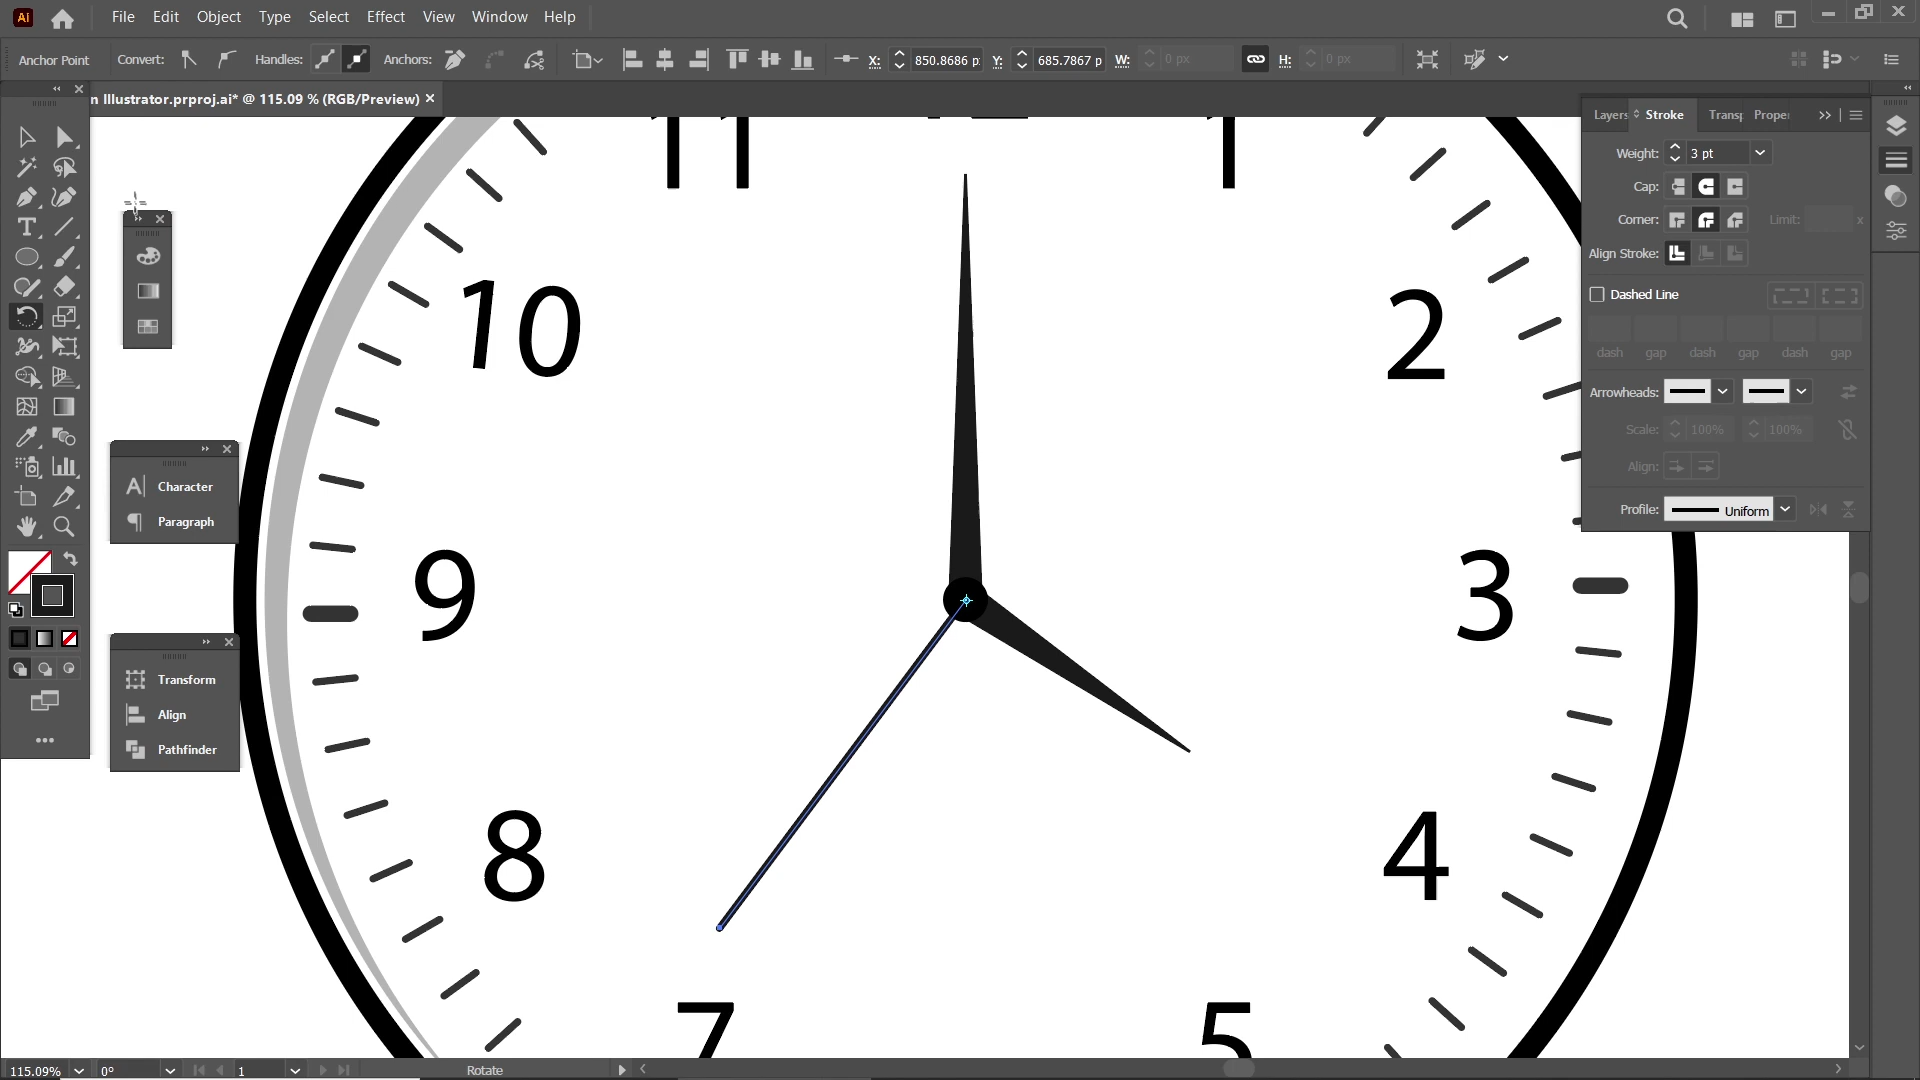 Ai File Edit Object Type Select Effect View Window Help
Anchor Point Convert: Handles: Anchors: X: 850.8686 p Y: 685.7867 p W: 0 px H: 0 px
n Illustrator.prproj.ai* @ 115.09 % (RGB/Preview)
Layers Stroke Transp Proper
Weight: 3 pt
Cap:
Corner: Limit: x
Align Stroke:
Dashed Line
dash gap dash gap dash gap
Arrowheads:
Scale: 100% 100%
Align:
Profile: Uniform
Character
Paragraph
Transform
Align
Pathfinder
11 1
10 2
9 3
8 4
7 5
115.09% 0° 1 Rotate